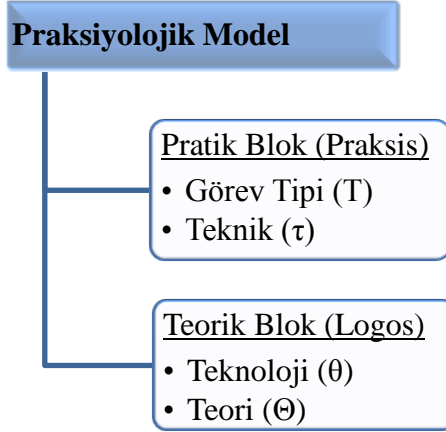 Praksiyolojik Model
Pratik Blok (Praksis)
• Görev Tipi (T)
• Teknik (τ)
Teorik Blok (Logos)
• Teknoloji (θ)
• Teori (Θ)